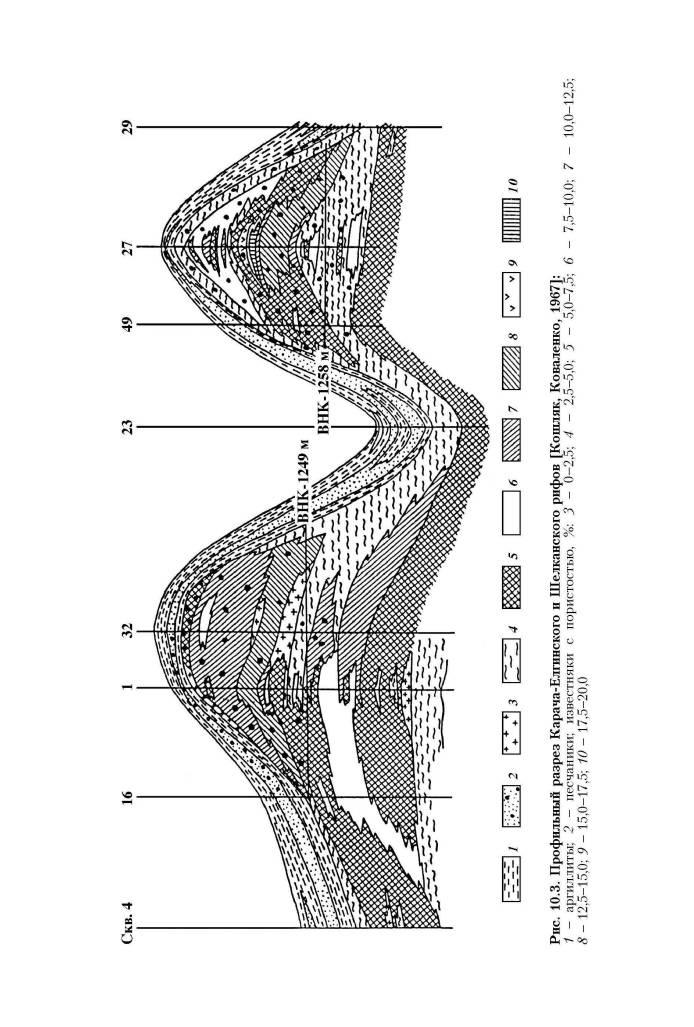 Скв. 4
16
1
32
23
49
27
29
ВНК-1249 м
ВНК-1258 м
1 2 3 4 5 6 7 8 9 10
Рис. 10.3. Профильный разрез Карача-Елгинского и Шелканского рифов [Кошляк, Коваленко, 1967]:
1 – аргиллиты; 2 – песчаники; известняки с пористостью, %: 3 – 0–2,5; 4 – 2,5–5,0; 5 – 5,0–7,5; 6 – 7,5–10,0; 7 – 10,0–12,5;
8 – 12,5–15,0; 9 – 15,0–17,5; 10 – 17,5–20,0